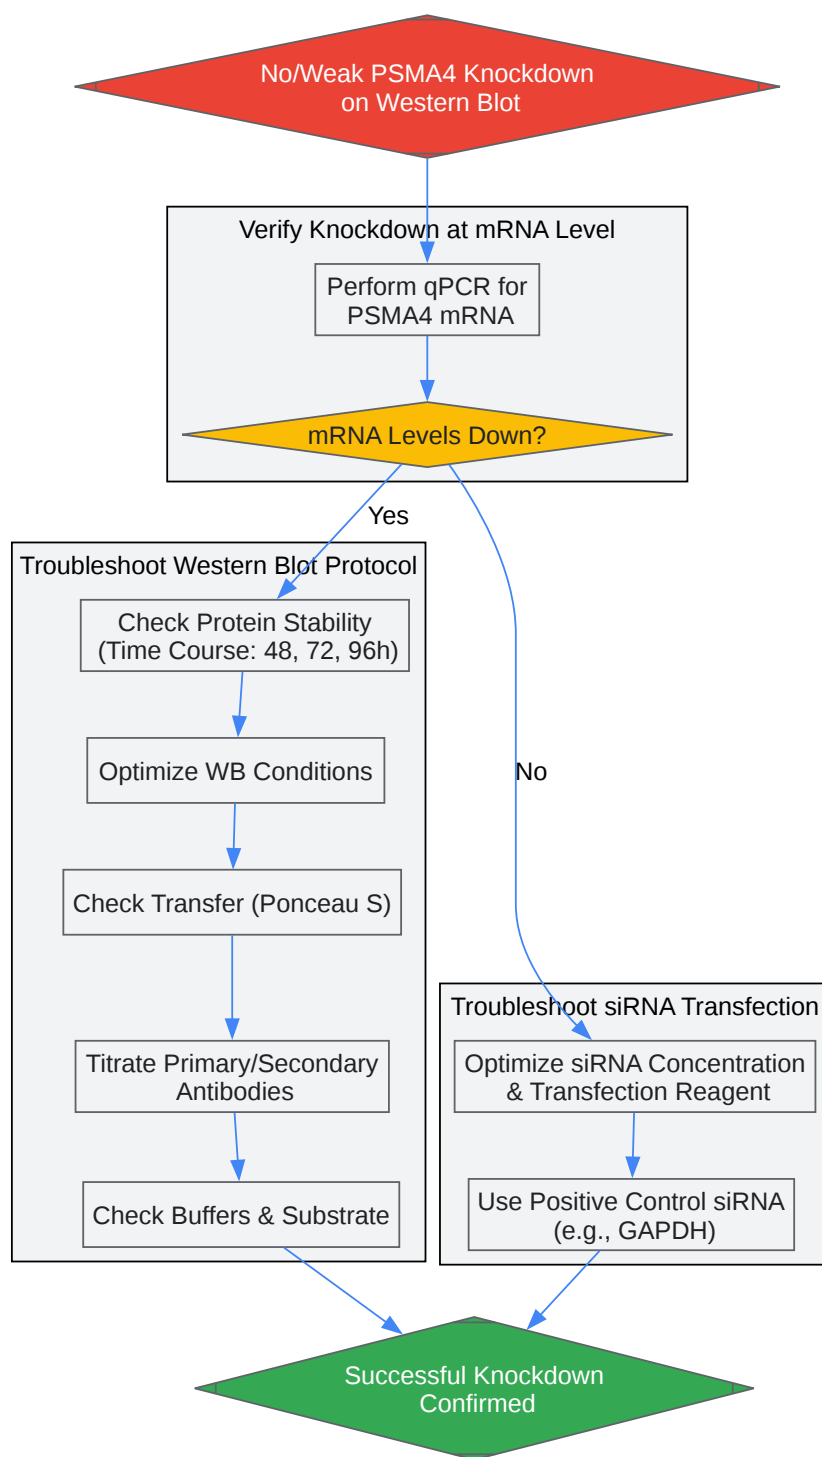 No/Weak PSMA4 Knockdown
on Western Blot
Verify Knockdown at mRNA Level
Perform qPCR for
PSMA4 mRNA
mRNA Levels Down?
Yes
Troubleshoot Western Blot Protocol
Check Protein Stability
(Time Course: 48, 72, 96h)
Optimize WB Conditions
No
Check Transfer (Ponceau S)
Titrate Primary/Secondary
Antibodies
Check Buffers & Substrate
Troubleshoot siRNA Transfection
Optimize siRNA Concentration
& Transfection Reagent
Use Positive Control siRNA
(e.g., GAPDH)
Successful Knockdown
Confirmed